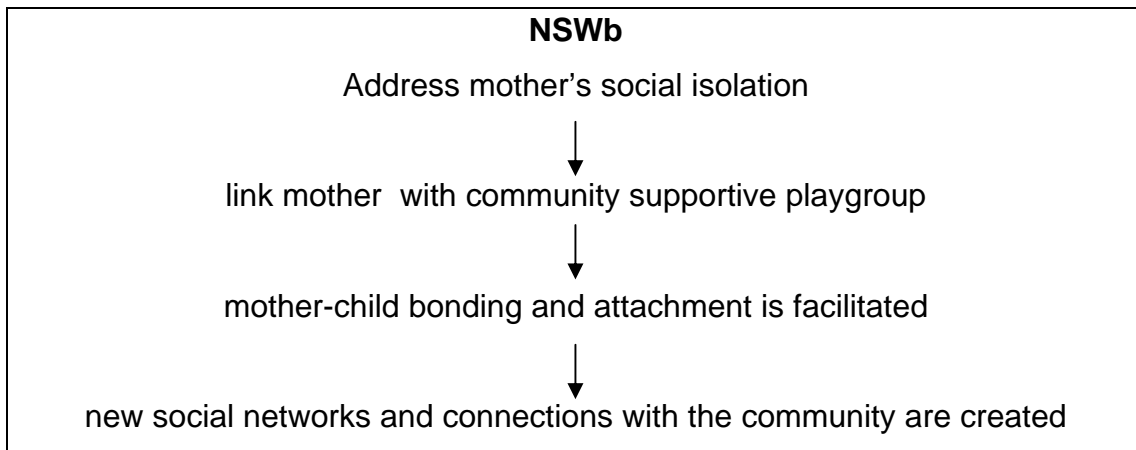 NSWb
Address mother’s social isolation
link mother  with community supportive playgroup
mother-child bonding and attachment is facilitated
new social networks and connections with the community are created